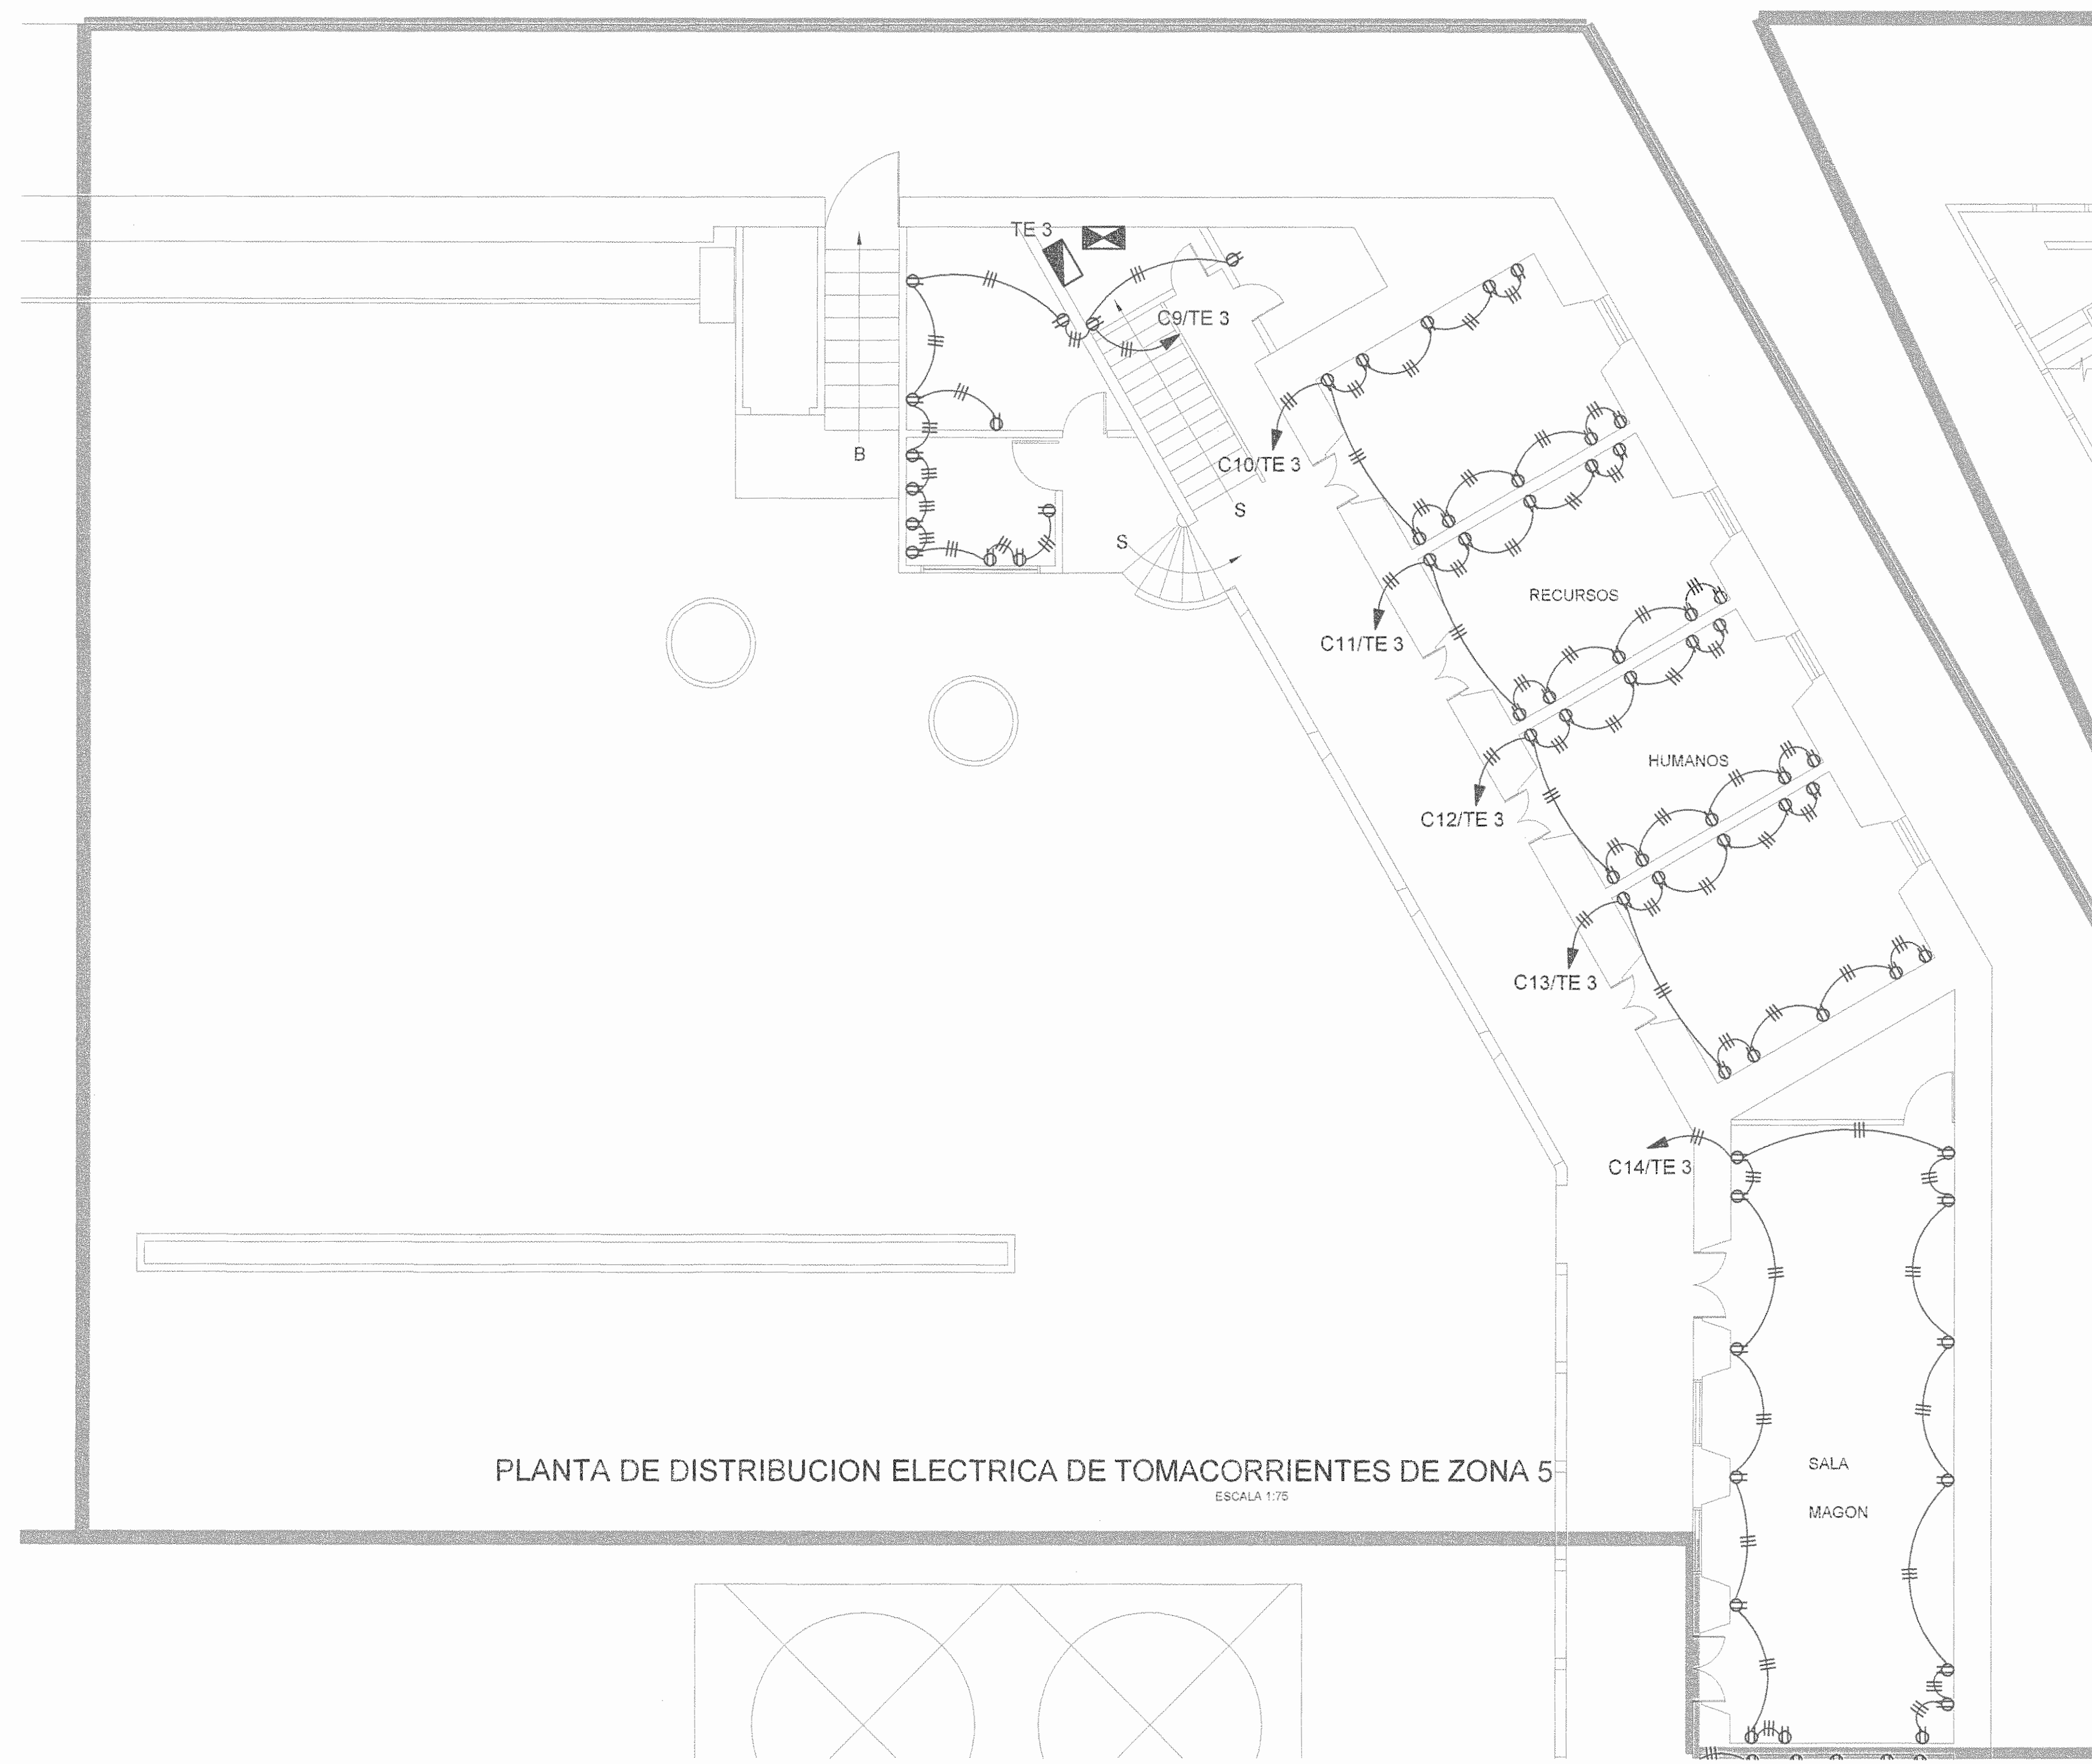 TE 3
C9/TE 3
C10/TE 3
B
S
S
RECURSOS
C11/TE 3
HUMANOS
C12/TE 3
C13/TE 3
C14/TE 3
SALA
MAGON
PLANTA DE DISTRIBUCION ELECTRICA DE TOMACORRIENTES DE ZONA 5
ESCALA 1:75